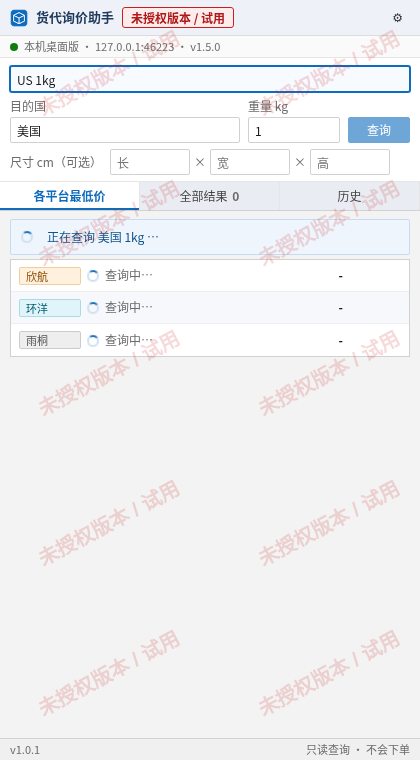 货代询价助手 未授权版本 / 试用 ⚙
本机桌面版 · 127.0.0.1:46223 · v1.5.0
US 1kg
目的国 重量 kg
美国 1 查询
尺寸 cm（可选） 长 × 宽 × 高
各平台最低价 全部结果 0 历史
正在查询 美国 1kg ···
欣航 查询中··· -
环洋 查询中··· -
雨桐 查询中··· -
未授权版本 / 试用 未授权版本 / 试用
未授权版本 / 试用 未授权版本 / 试用
未授权版本 / 试用 未授权版本 / 试用
未授权版本 / 试用 未授权版本 / 试用
未授权版本 / 试用 未授权版本 / 试用
v1.0.1 只读查询 · 不会下单